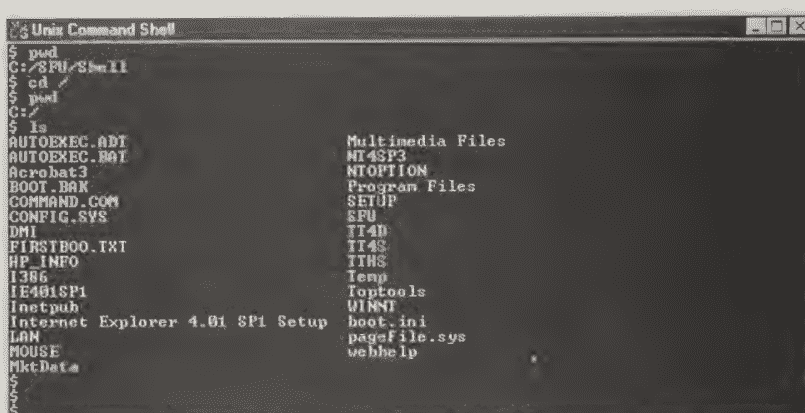 Unix Command Shell
$ pwd
C:/SFU/Shell
$ cd /
$ pwd
C:/
$ ls
AUTOEXEC.ADT Multimedia Files
AUTOEXEC.BAT NT4SP3
Acrobat3 NTOPTION
BOOT.BAK Program Files
COMMAND.COM SETUP
CONFIG.SYS SFU
DMI TT4D
FIRSTBOO.TXT TT4S
HP_INFO TTHS
I386 Temp
IE401SP1 Toptools
Inetpub WINNT
Internet Explorer 4.01 SP1 Setup boot.ini
LAN pageFile.sys
MOUSE webhelp
MktData
$
$
$